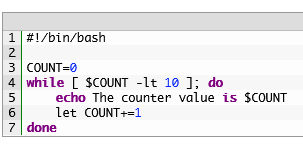 1 #!/bin/bash
2
3 COUNT=0
4 while [ $COUNT -lt 10 ]; do
5     echo The counter value is $COUNT
6     let COUNT+=1
7 done